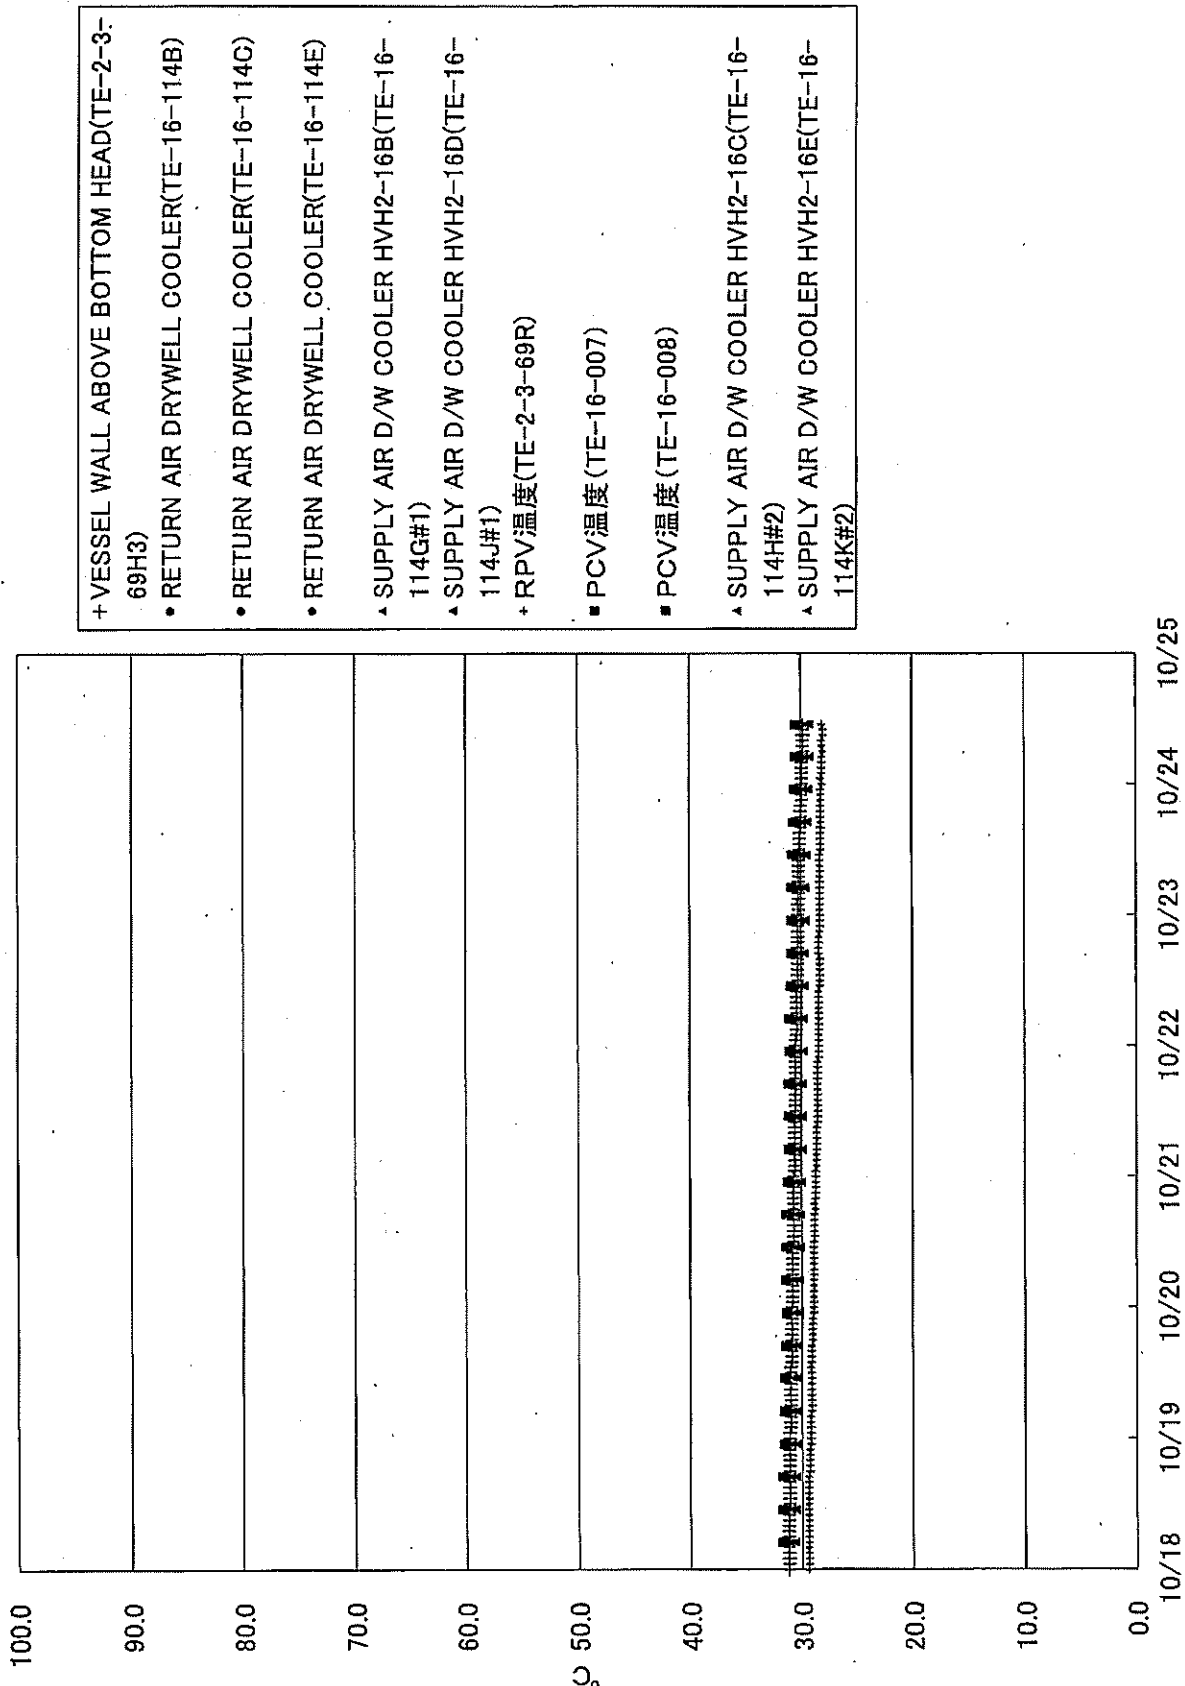 100.0
90.0
80.0
70.0
60.0
50.0
40.0
30.0
20.0
10.0
0.0
℃
10/18
10/19
10/20
10/21
10/22
10/23
10/24
10/25
+ VESSEL WALL ABOVE BOTTOM HEAD(TE-2-3-
69H3)
● RETURN AIR DRYWELL COOLER(TE-16-114B)
● RETURN AIR DRYWELL COOLER(TE-16-114C)
● RETURN AIR DRYWELL COOLER(TE-16-114E)
▲ SUPPLY AIR D/W COOLER HVH2-16B(TE-16-
114G#1)
▲ SUPPLY AIR D/W COOLER HVH2-16D(TE-16-
114J#1)
+ RPV温度(TE-2-3-69R)
■ PCV温度(TE-16-007)
■ PCV温度(TE-16-008)
▲ SUPPLY AIR D/W COOLER HVH2-16C(TE-16-
114H#2)
▲ SUPPLY AIR D/W COOLER HVH2-16E(TE-16-
114K#2)